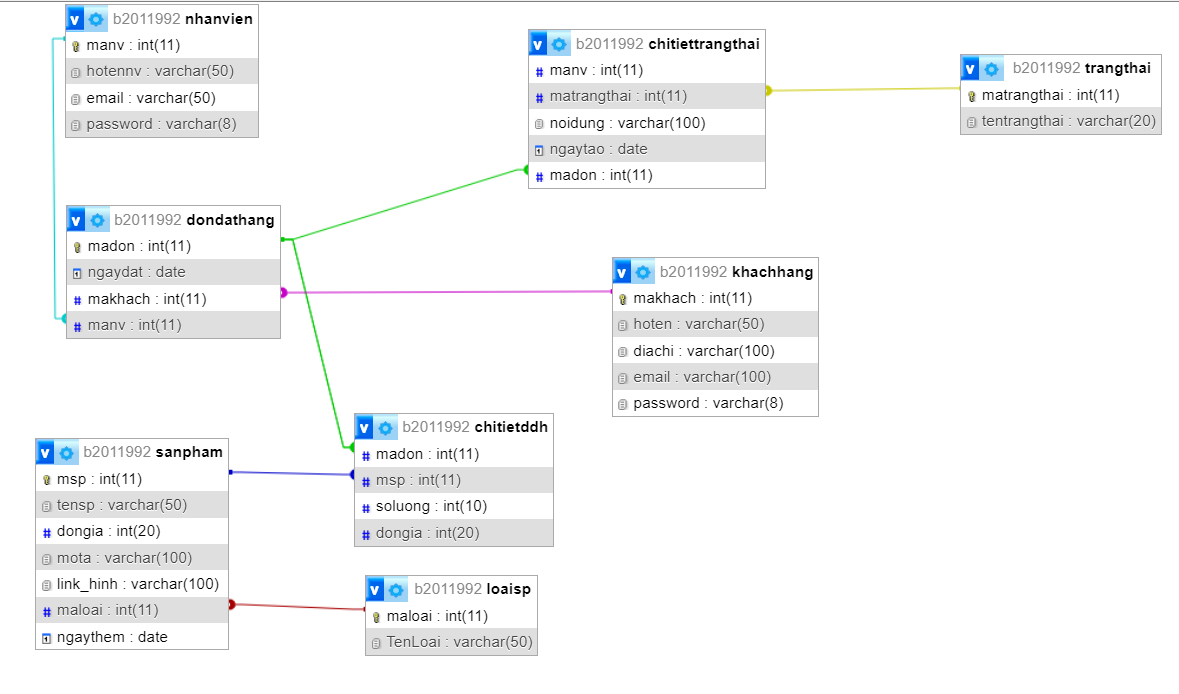 b2011992 nhanvien
manv : int(11)
hotennv : varchar(50)
email : varchar(50)
password : varchar(8)
b2011992 chitiettrangthai
manv : int(11)
matrangthai : int(11)
noidung : varchar(100)
ngaytao : date
madon : int(11)
b2011992 trangthai
matrangthai : int(11)
tentrangthai : varchar(20)
b2011992 dondathang
madon : int(11)
ngaydat : date
makhach : int(11)
manv : int(11)
b2011992 khachhang
makhach : int(11)
hoten : varchar(50)
diachi : varchar(100)
email : varchar(100)
password : varchar(8)
b2011992 chitietddh
madon : int(11)
msp : int(11)
soluong : int(10)
dongia : int(20)
b2011992 sanpham
msp : int(11)
tensp : varchar(50)
dongia : int(20)
mota : varchar(100)
link_hinh : varchar(100)
maloai : int(11)
ngaythem : date
b2011992 loaisp
maloai : int(11)
TenLoai : varchar(50)